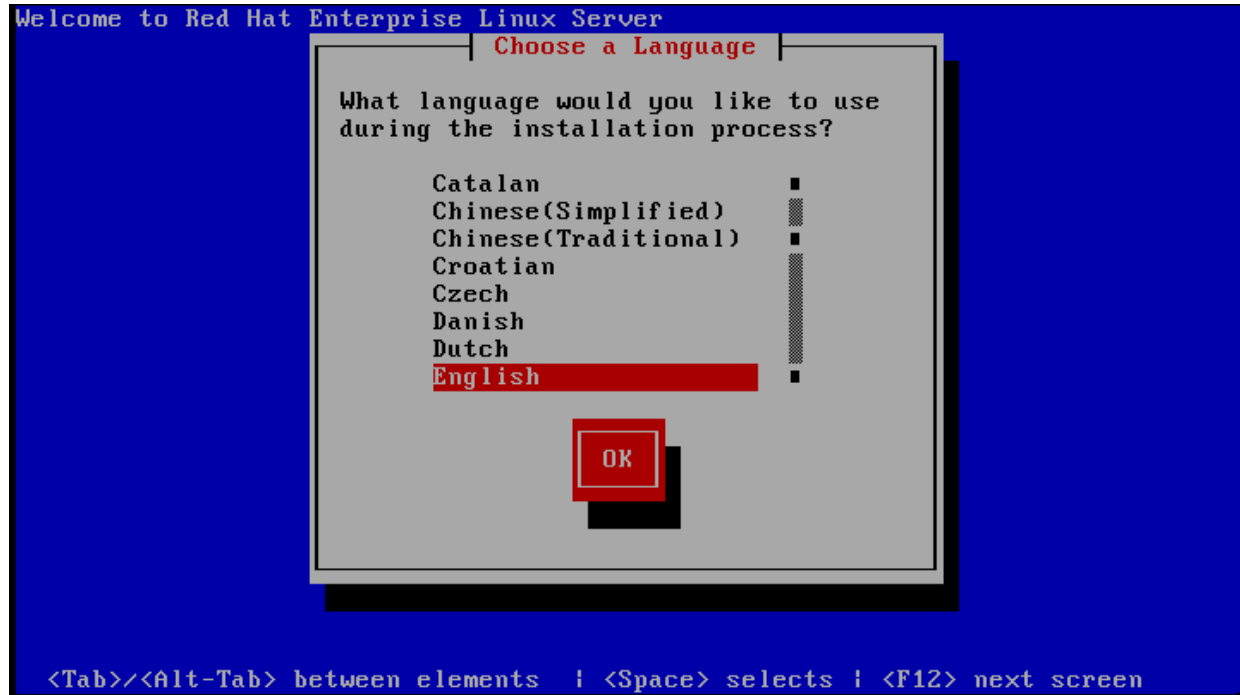 Welcome to Red Hat Enterprise Linux Server
Choose a Language
What language would you like to use
during the installation process?
Catalan
Chinese(Simplified)
Chinese(Traditional)
Croatian
Czech
Danish
Dutch
English
OK
<Tab>/<Alt-Tab> between elements | <Space> selects | <F12> next screen